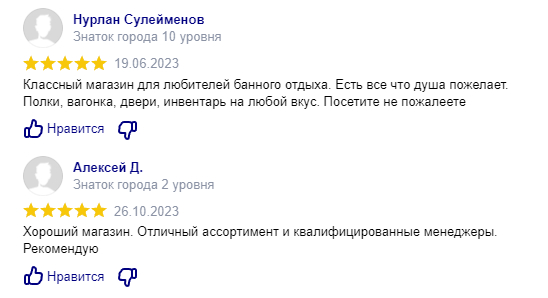 Нурлан Сулейменов
Знаток города 10 уровня
19.06.2023
Классный магазин для любителей банного отдыха. Есть все что душа пожелает.
Полки, вагонка, двери, инвентарь на любой вкус. Посетите не пожалеете
Нравится
Алексей Д.
Знаток города 2 уровня
26.10.2023
Хороший магазин. Отличный ассортимент и квалифицированные менеджеры.
Рекомендую
Нравится